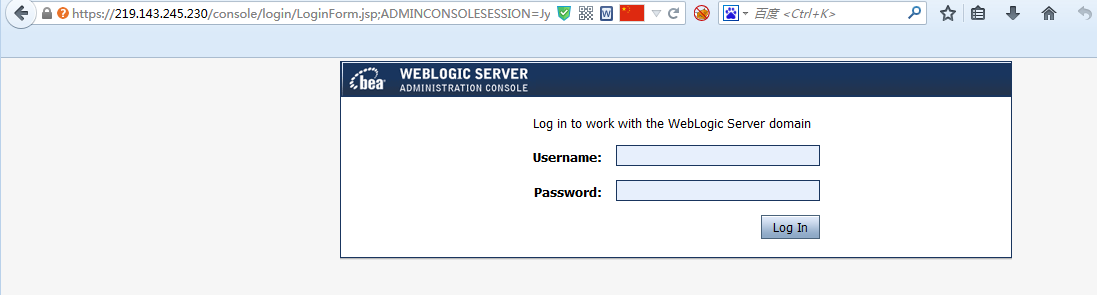 https://219.143.245.230/console/login/LoginForm.jsp;ADMINCONSOLESESSION=Jy
百度 <Ctrl+K>
bea
WEBLOGIC SERVER
ADMINISTRATION CONSOLE
Log in to work with the WebLogic Server domain
Username:
Password:
Log In